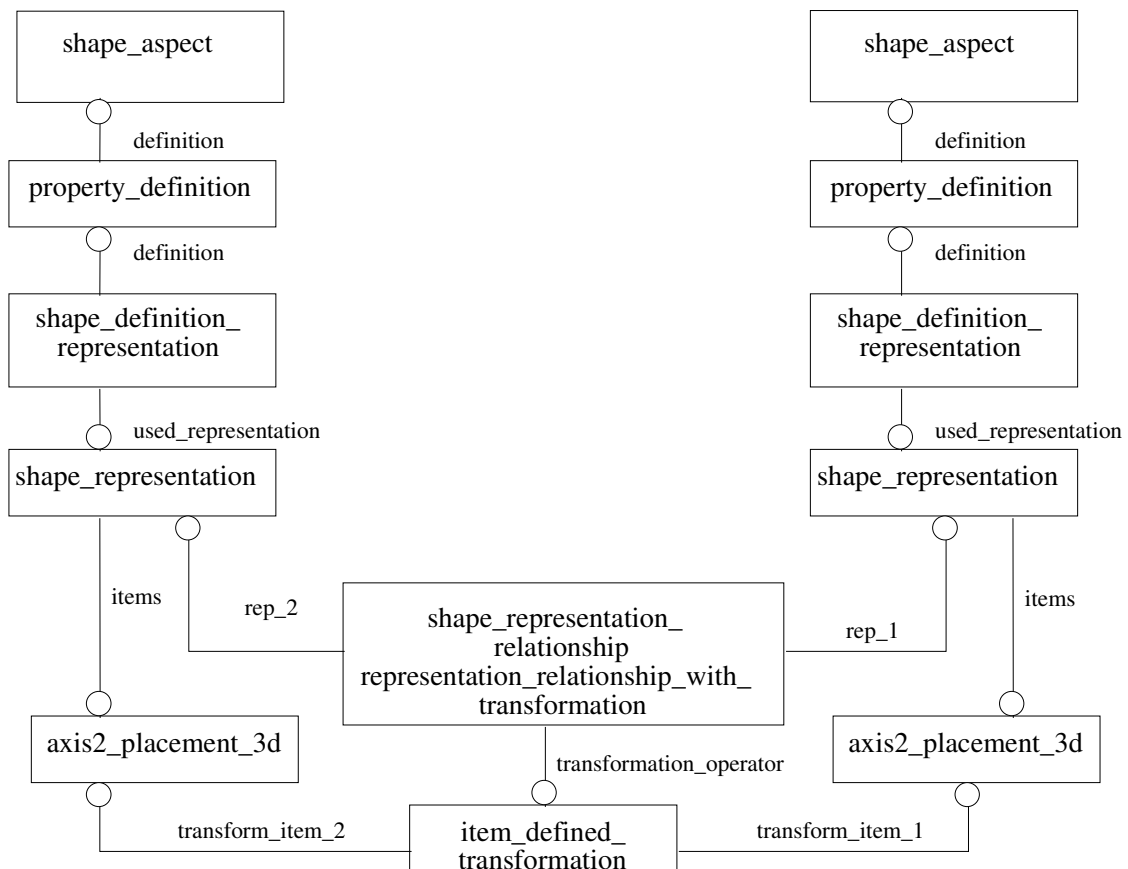 shape_aspect
shape_aspect
definition
definition
property_definition
property_definition
definition
definition
shape_definition_
representation
shape_definition_
representation
used_representation
used_representation
shape_representation
shape_representation
items
rep_2
shape_representation_
relationship
representation_relationship_with_
transformation
rep_1
items
axis2_placement_3d
axis2_placement_3d
transformation_operator
transform_item_2
item_defined_
transformation
transform_item_1